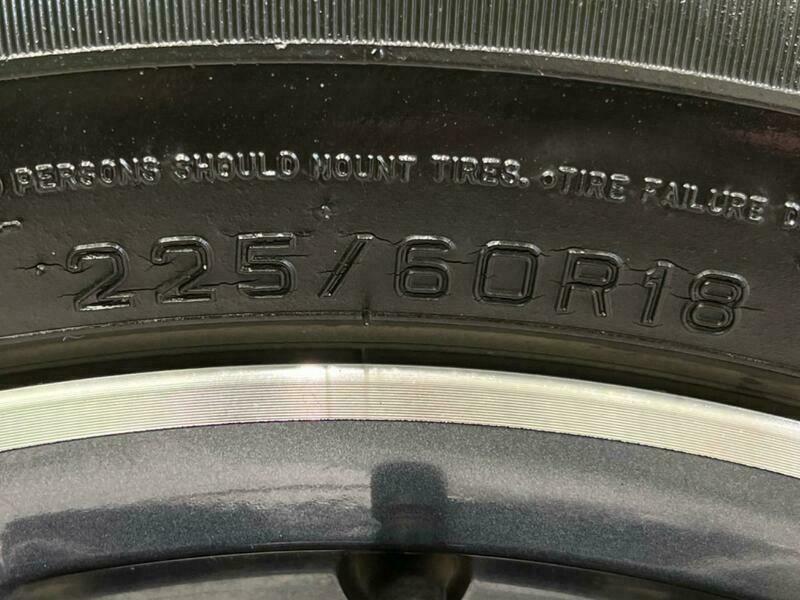 PERSONS SHOULD MOUNT TIRES. •TIRE FAILURE
225/60R18